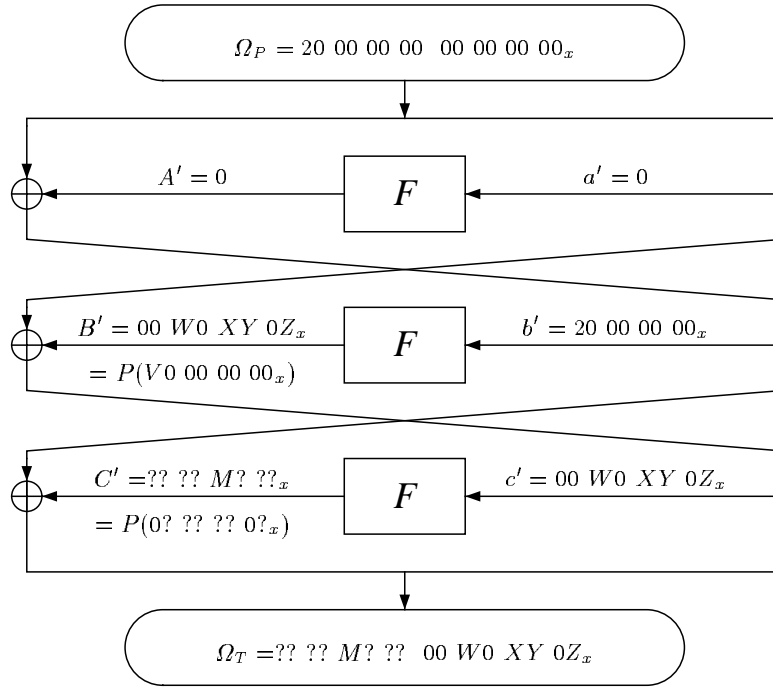 Ω_P = 20 00 00 00 00 00 00 00_x
A' = 0
F
a' = 0
B' = 00 W0 XY 0Z_x
= P(V0 00 00 00_x)
F
b' = 20 00 00 00_x
C' =?? ?? M? ??_x
= P(0? ?? ?? 0?_x)
F
c' = 00 W0 XY 0Z_x
Ω_T =?? ?? M? ?? 00 W0 XY 0Z_x